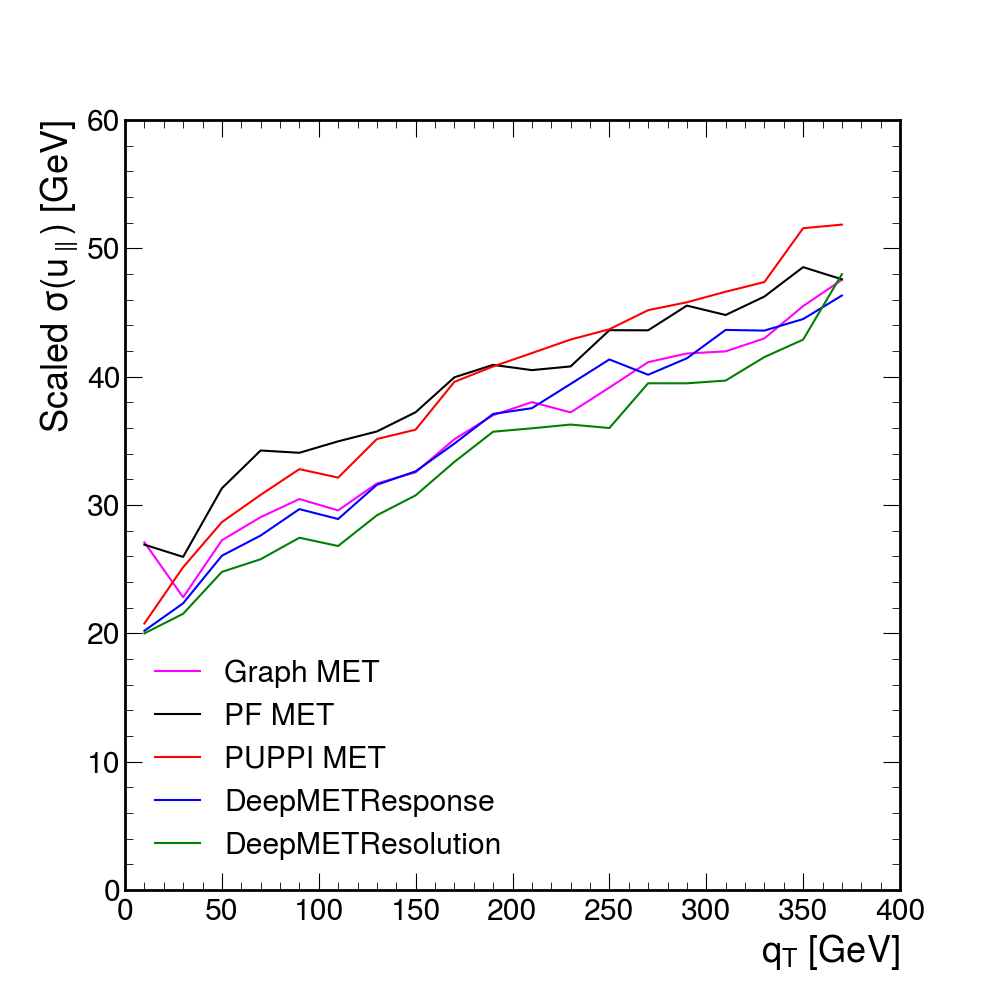 Scaled σ(u∥) [GeV]
60
50
40
30
20
10
0
Graph MET
PF MET
PUPPI MET
DeepMETResponse
DeepMETResolution
0 50 100 150 200 250 300 350 400
qT [GeV]